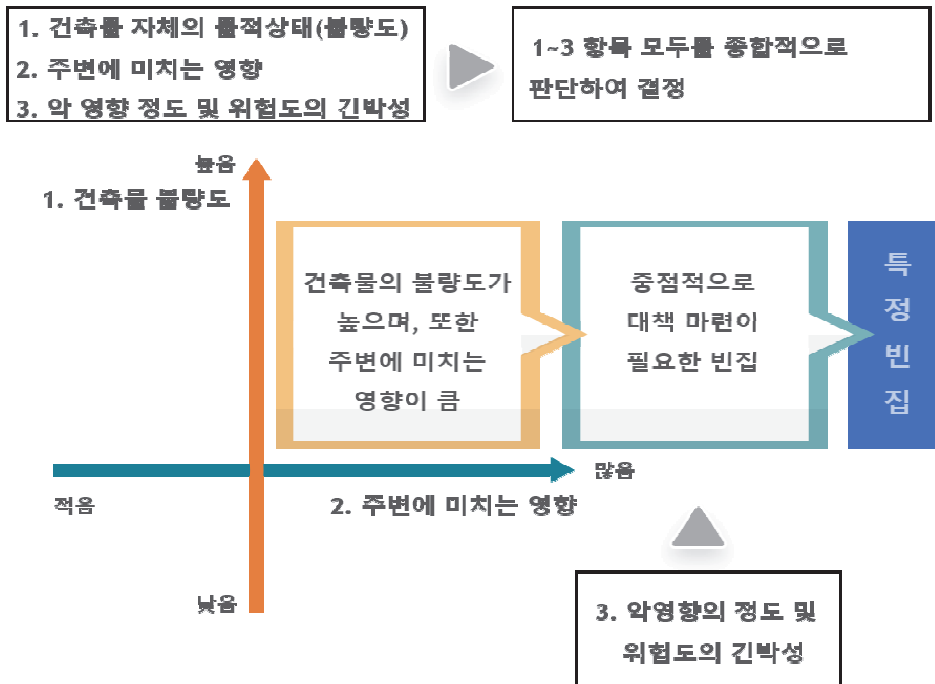 1. 건축물 자체의 물적상태(불량도)
2. 주변에 미치는 영향
3. 악 영향 정도 및 위험도의 긴박성
1~3 항목 모두를 종합적으로
판단하여 결정
높음
1. 건축물 불량도
건축물의 불량도가
높으며, 또한
주변에 미치는
영향이 큼
중점적으로
대책 마련이
필요한 빈집
특
정
빈
집
많음
적음
2. 주변에 미치는 영향
낮음
3. 악영향의 정도 및
위험도의 긴박성